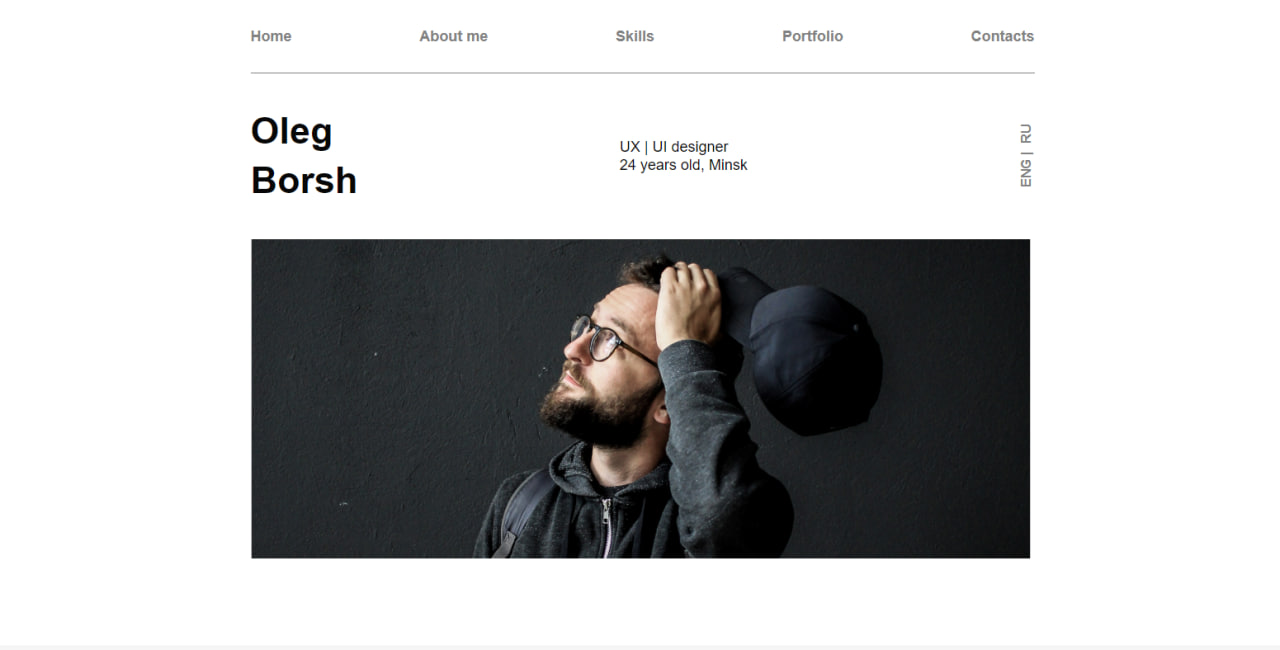 Home About me Skills Portfolio Contacts
Oleg
Borsh
UX | UI designer
24 years old, Minsk
ENG | RU